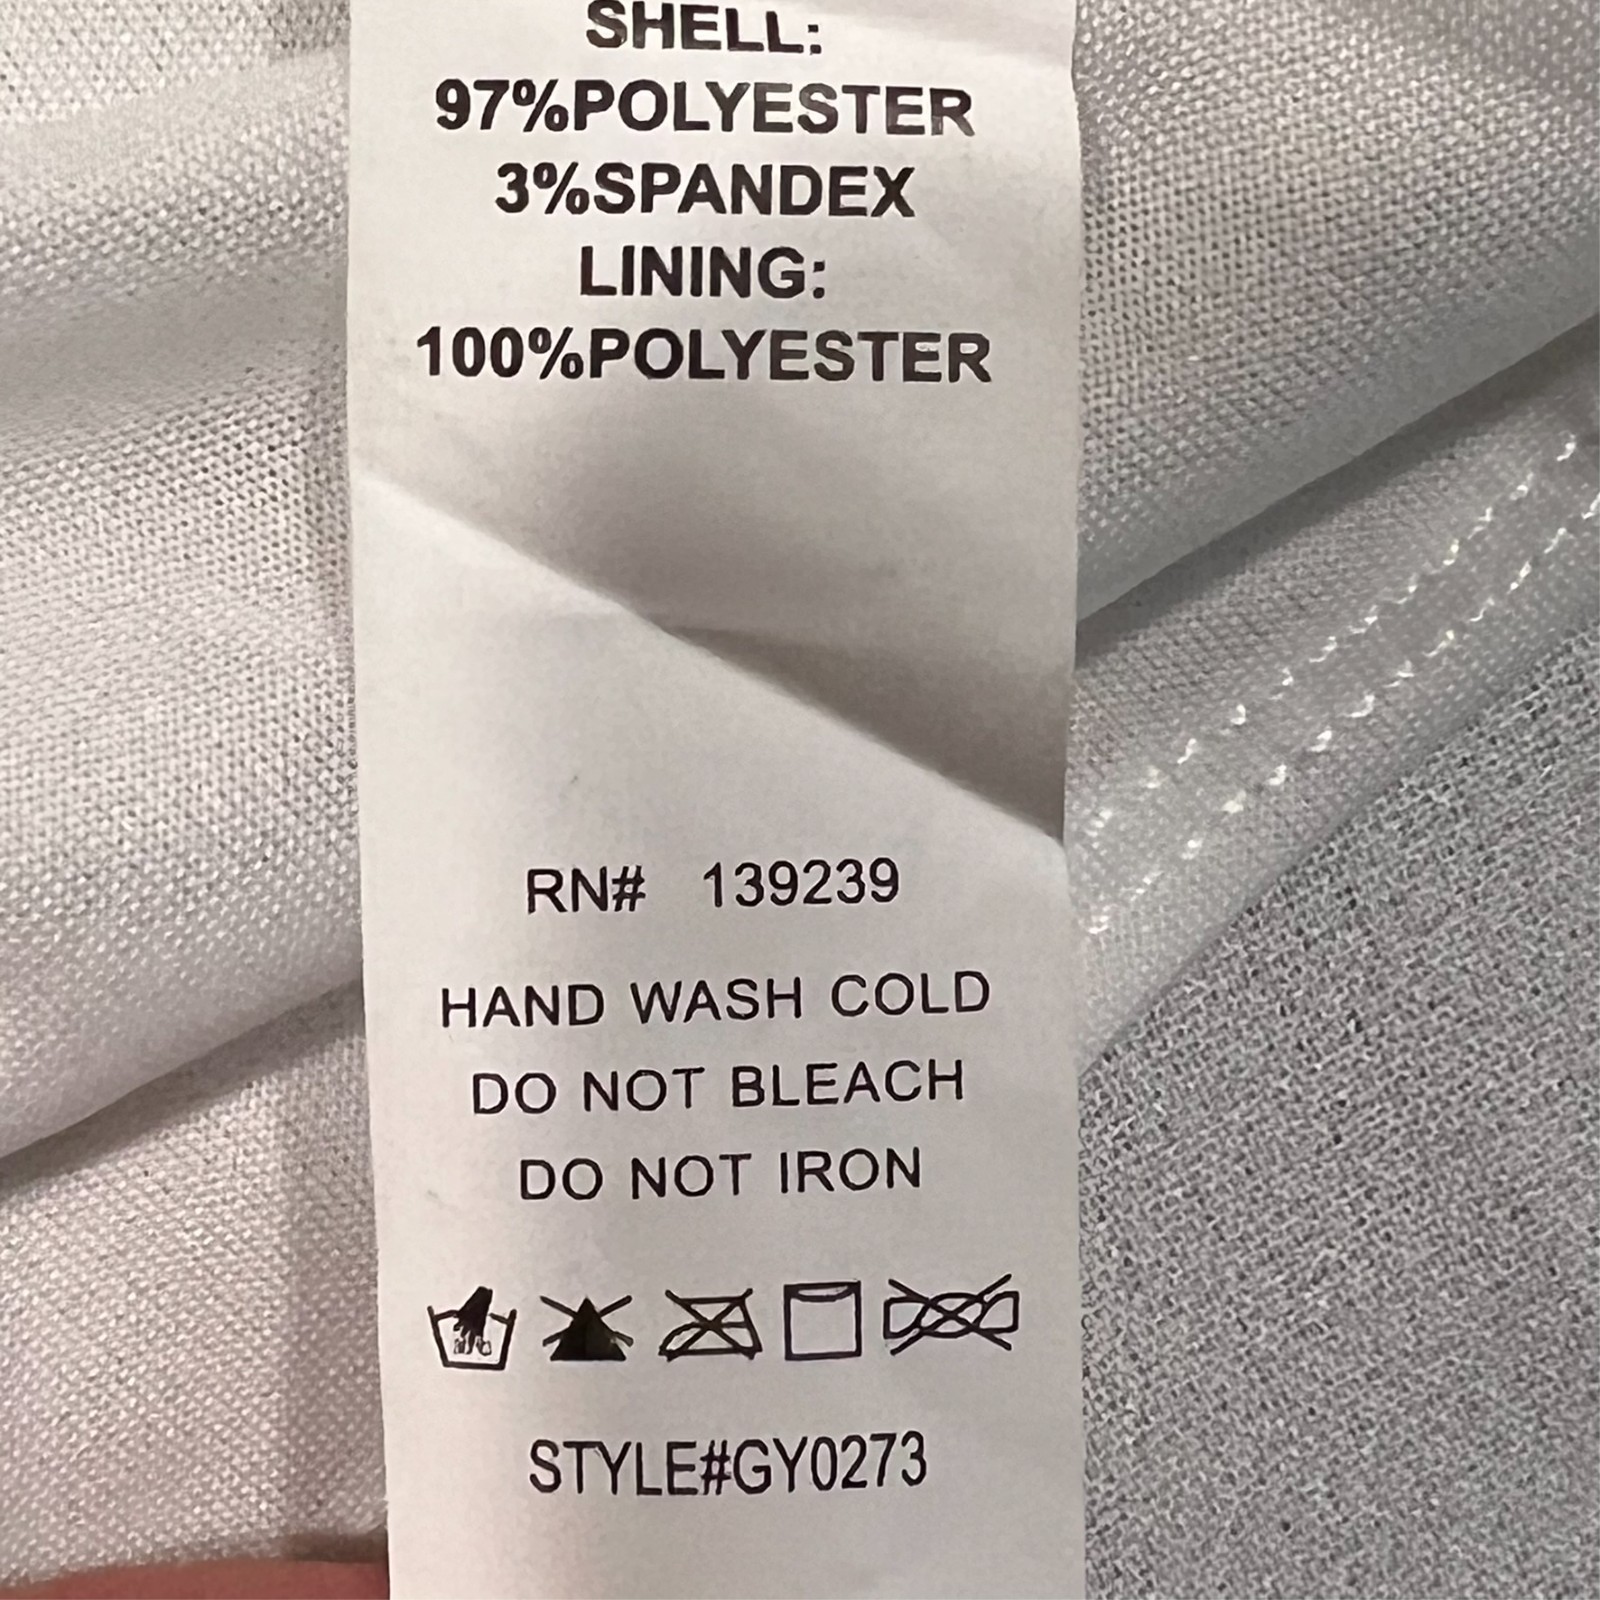 SHELL:
97%POLYESTER
3%SPANDEX
LINING:
100%POLYESTER
RN# 139239
HAND WASH COLD
DO NOT BLEACH
DO NOT IRON
STYLE#GY0273